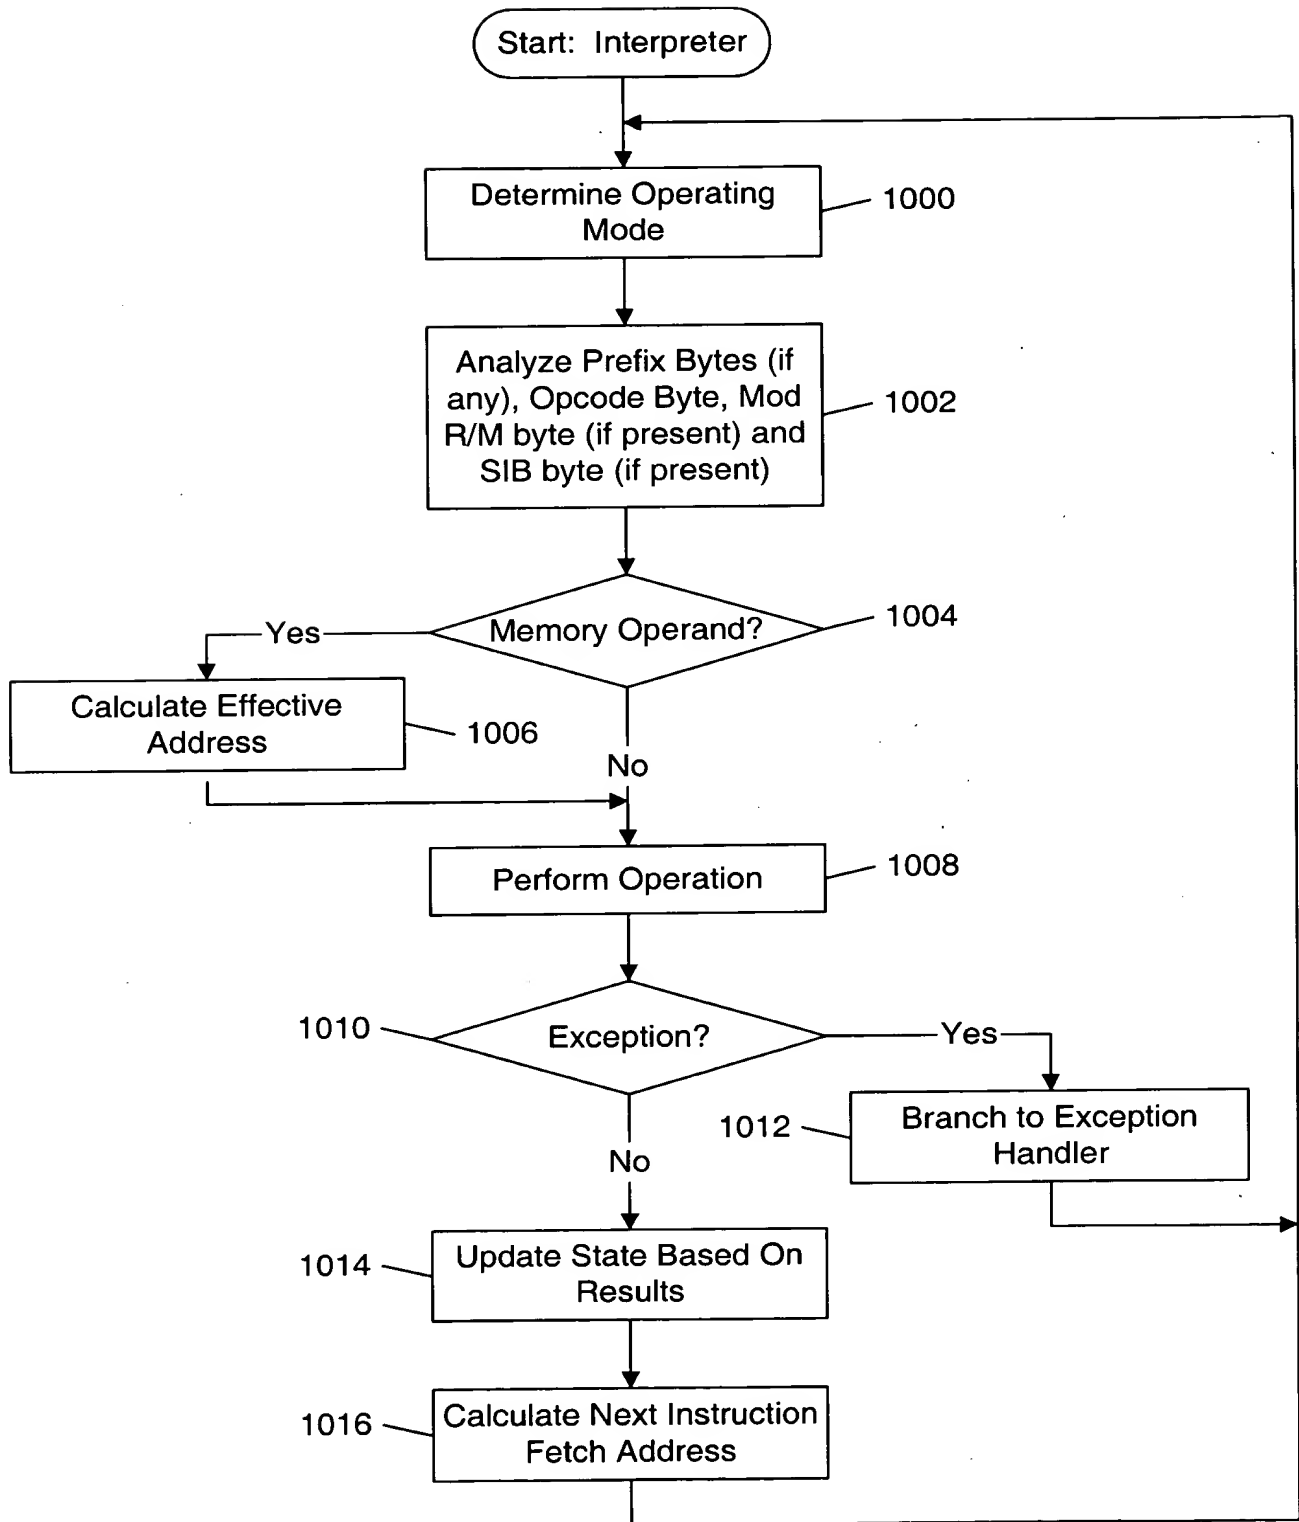 Start: Interpreter
Determine Operating
Mode
1000
Analyze Prefix Bytes (if
any), Opcode Byte, Mod
R/M byte (if present) and
SIB byte (if present)
1002
Memory Operand?
1004
Yes
Calculate Effective
Address
1006
No
Perform Operation
1008
Exception?
1010
Yes
Branch to Exception
Handler
1012
No
Update State Based On
Results
1014
Calculate Next Instruction
Fetch Address
1016